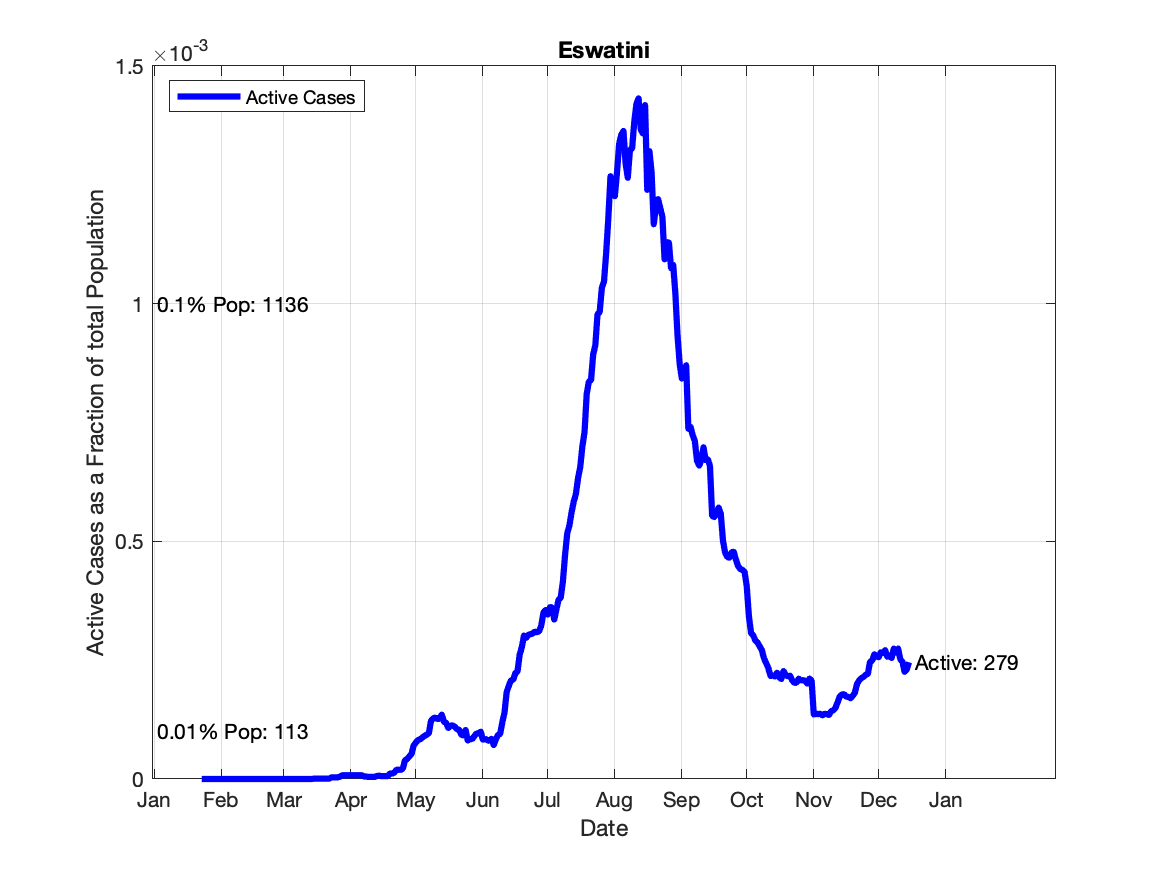 Eswatini
×10-3
1.5
Active Cases
1
0.1% Pop: 1136
0.5
0.01% Pop: 113
Active: 279
0
Jan Feb Mar Apr May Jun Jul Aug Sep Oct Nov Dec Jan
Date
Active Cases as a Fraction of total Population